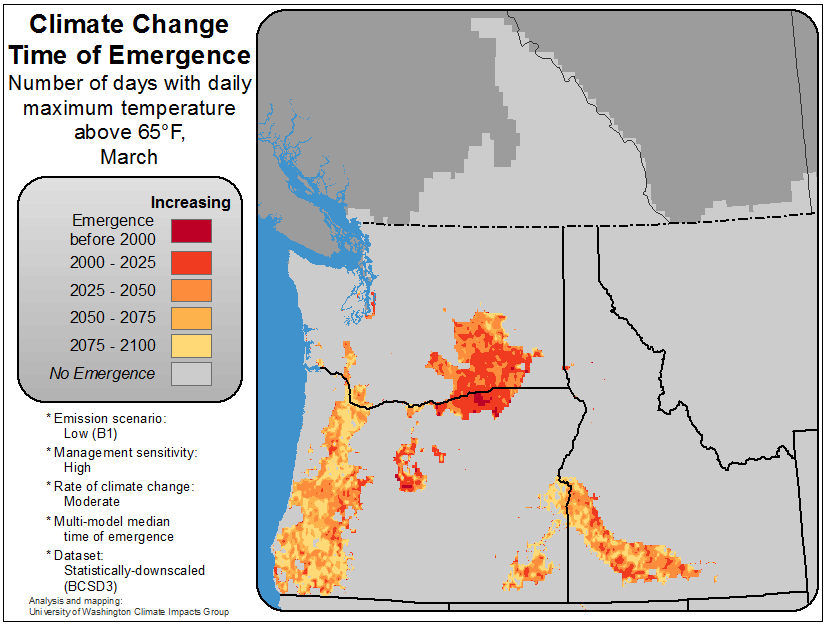 Climate Change
Time of Emergence
Number of days with daily
maximum temperature
above 65°F,
March
Increasing
Emergence
before 2000
2000 - 2025
2025 - 2050
2050 - 2075
2075 - 2100
No Emergence
* Emission scenario:
Low (B1)
* Management sensitivity:
High
* Rate of climate change:
Moderate
* Multi-model median
time of emergence
* Dataset:
Statistically-downscaled
(BCSD3)
Analysis and mapping:
University of Washington Climate Impacts Group